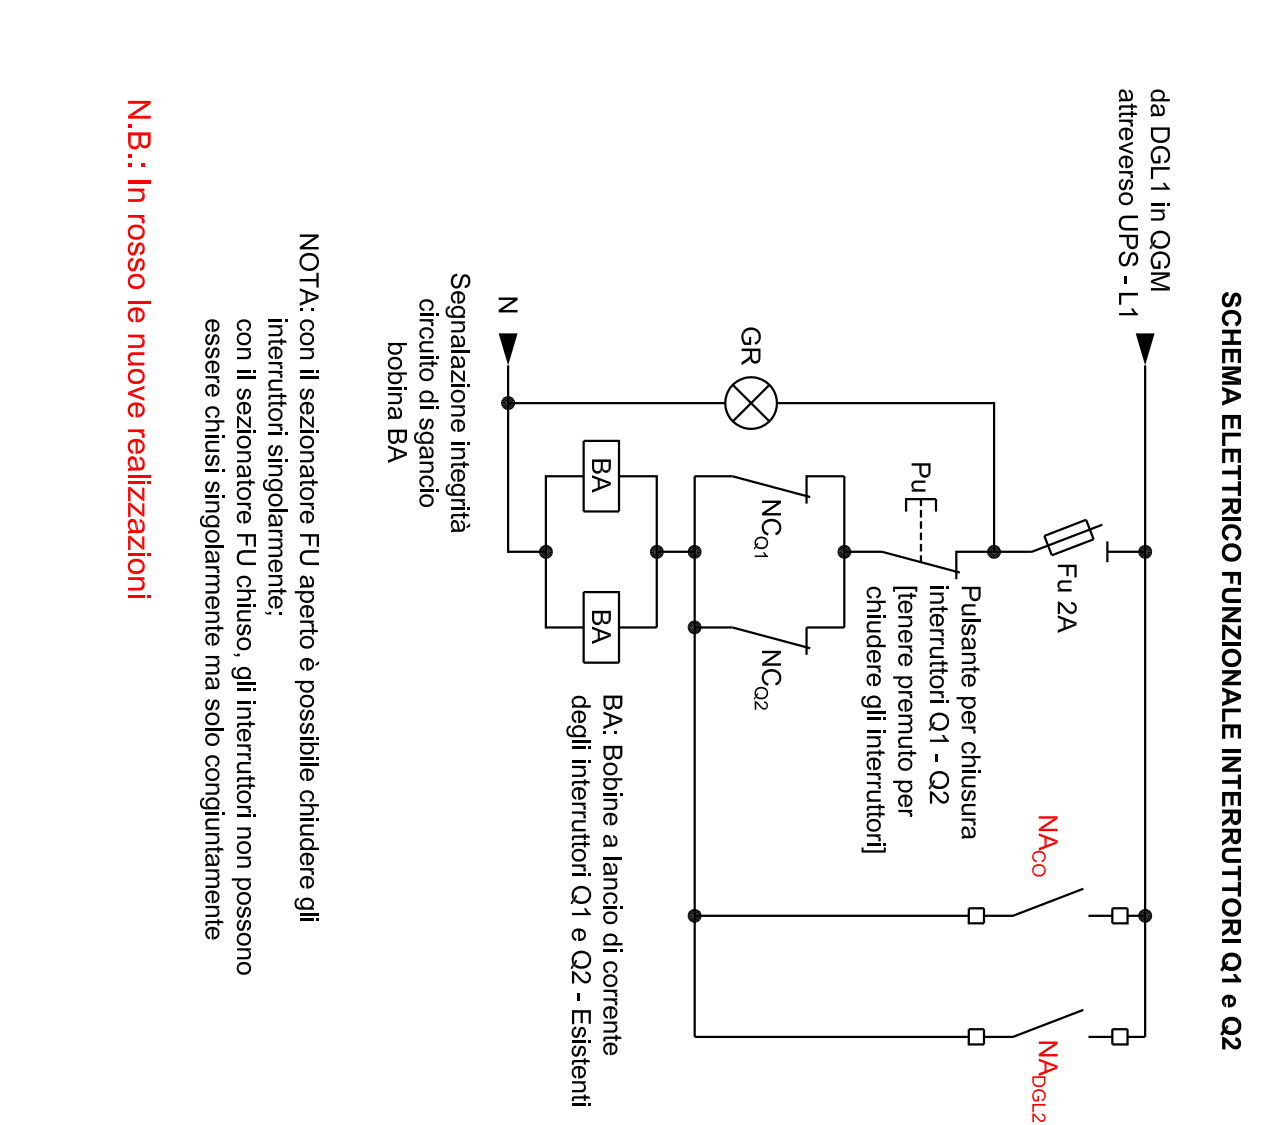 SCHEMA ELETTRICO FUNZIONALE INTERRUTTORI Q1 e Q2
da DGL1 in QGM
attreverso UPS - L1
Fu 2A
NACO
NADGL2
Pu
Pulsante per chiusura
interruttori Q1 - Q2
[tenere premuto per
chiudere gli interruttori]
GR
NCQ1
NCQ2
BA
BA
BA: Bobine a lancio di corrente
degli interruttori Q1 e Q2 - Esistenti
N
Segnalazione integrità
circuito di sgancio
bobina BA
NOTA: con il sezionatore FU aperto è possibile chiudere gli
interruttori singolarmente;
con il sezionatore FU chiuso, gli interruttori non possono
essere chiusi singolarmente ma solo congiuntamente
N.B.: In rosso le nuove realizzazioni